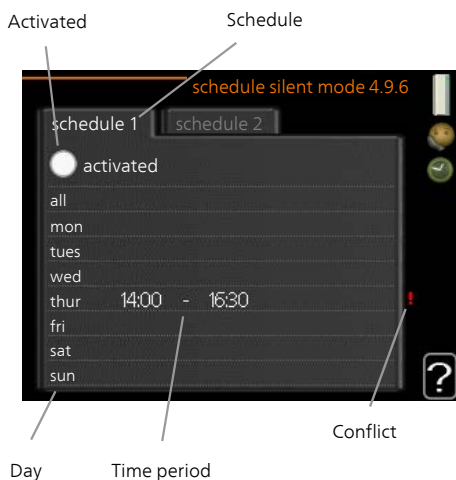 Activated
Schedule
schedule silent mode 4.9.6
schedule 1
schedule 2
activated
all
mon
tues
wed
thur 14:00 - 16:30
!
fri
sat
sun
?
Conflict
Day
Time period